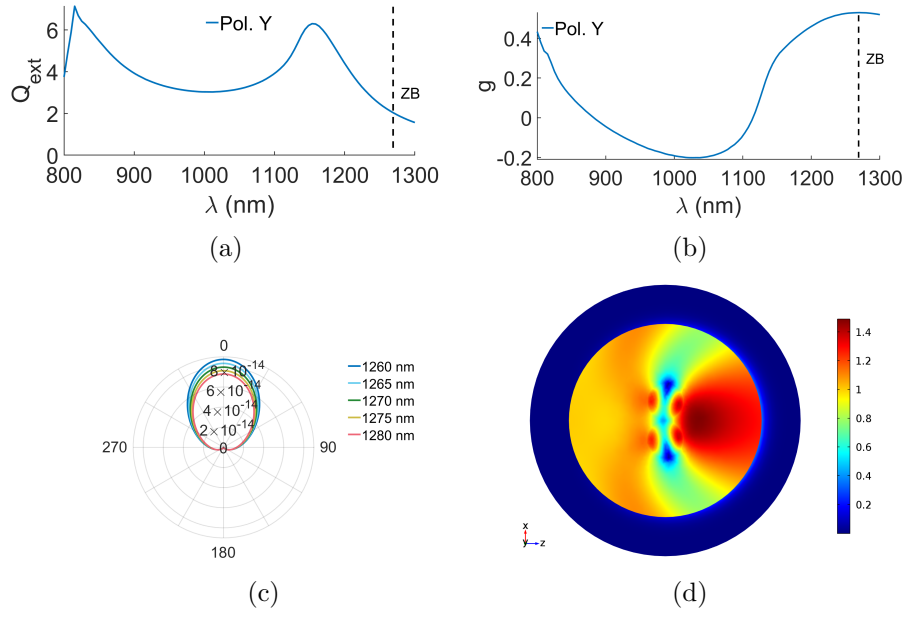 Pol. Y
Q_ext
6
4
2
0
ZB
800 900 1000 1100 1200 1300
λ (nm)
(a)
Pol. Y
g
0.4
0.2
0
-0.2
ZB
800 900 1000 1100 1200 1300
λ (nm)
(b)
0
8×10^-14
6×10^-14
4×10^-14
2×10^-14
0
270
90
180
1260 nm
1265 nm
1270 nm
1275 nm
1280 nm
(c)
1.4
1.2
1
0.8
0.6
0.4
0.2
x
y
z
(d)